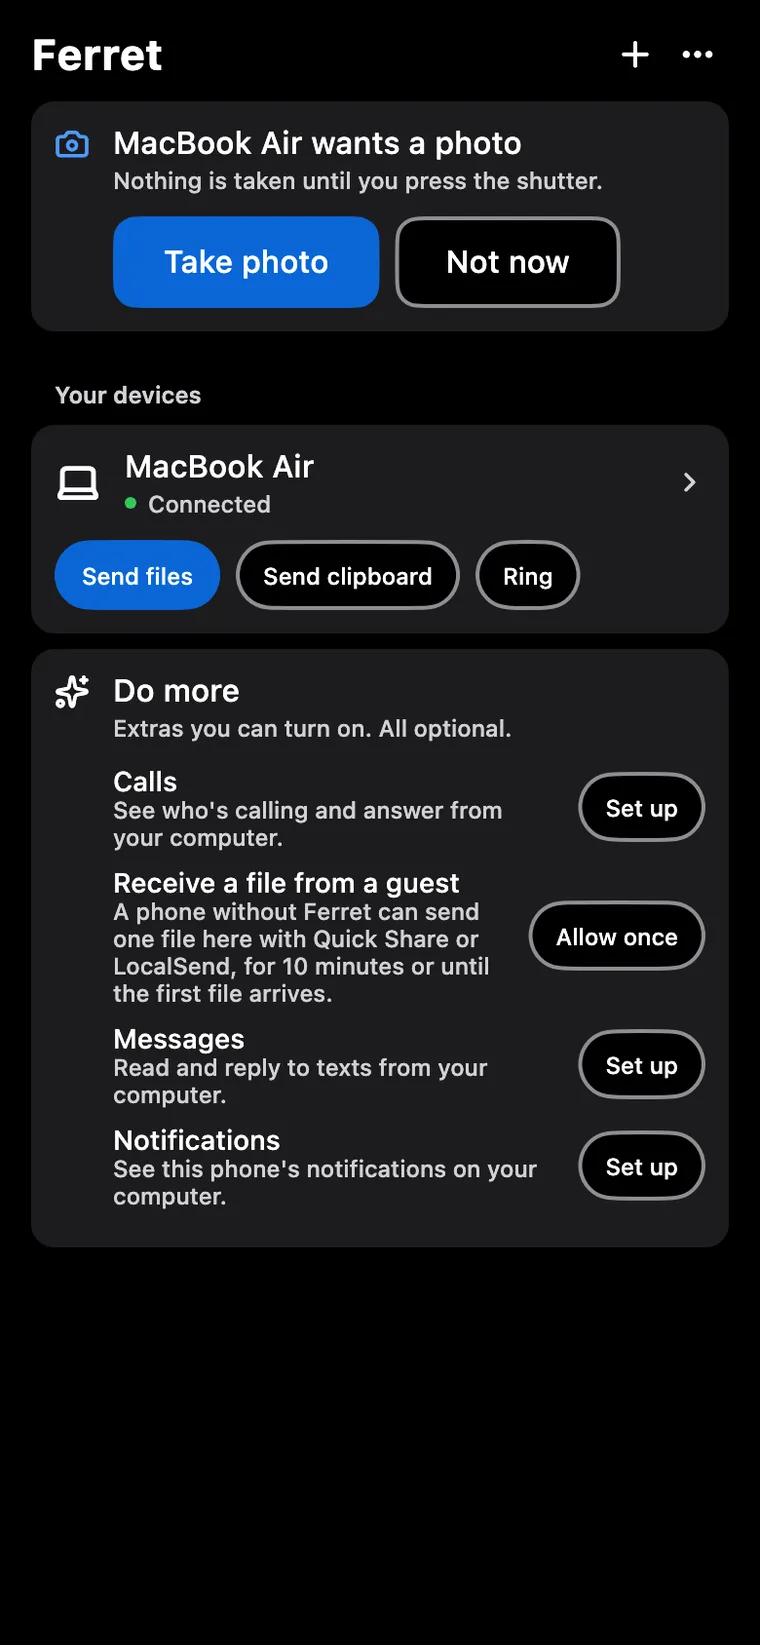 Ferret
MacBook Air wants a photo
Nothing is taken until you press the shutter.
Take photo
Not now
Your devices
MacBook Air
Connected
Send files
Send clipboard
Ring
Do more
Extras you can turn on. All optional.
Calls
See who's calling and answer from
your computer.
Set up
Receive a file from a guest
A phone without Ferret can send
one file here with Quick Share or
LocalSend, for 10 minutes or until
the first file arrives.
Allow once
Messages
Read and reply to texts from your
computer.
Set up
Notifications
See this phone's notifications on your
computer.
Set up